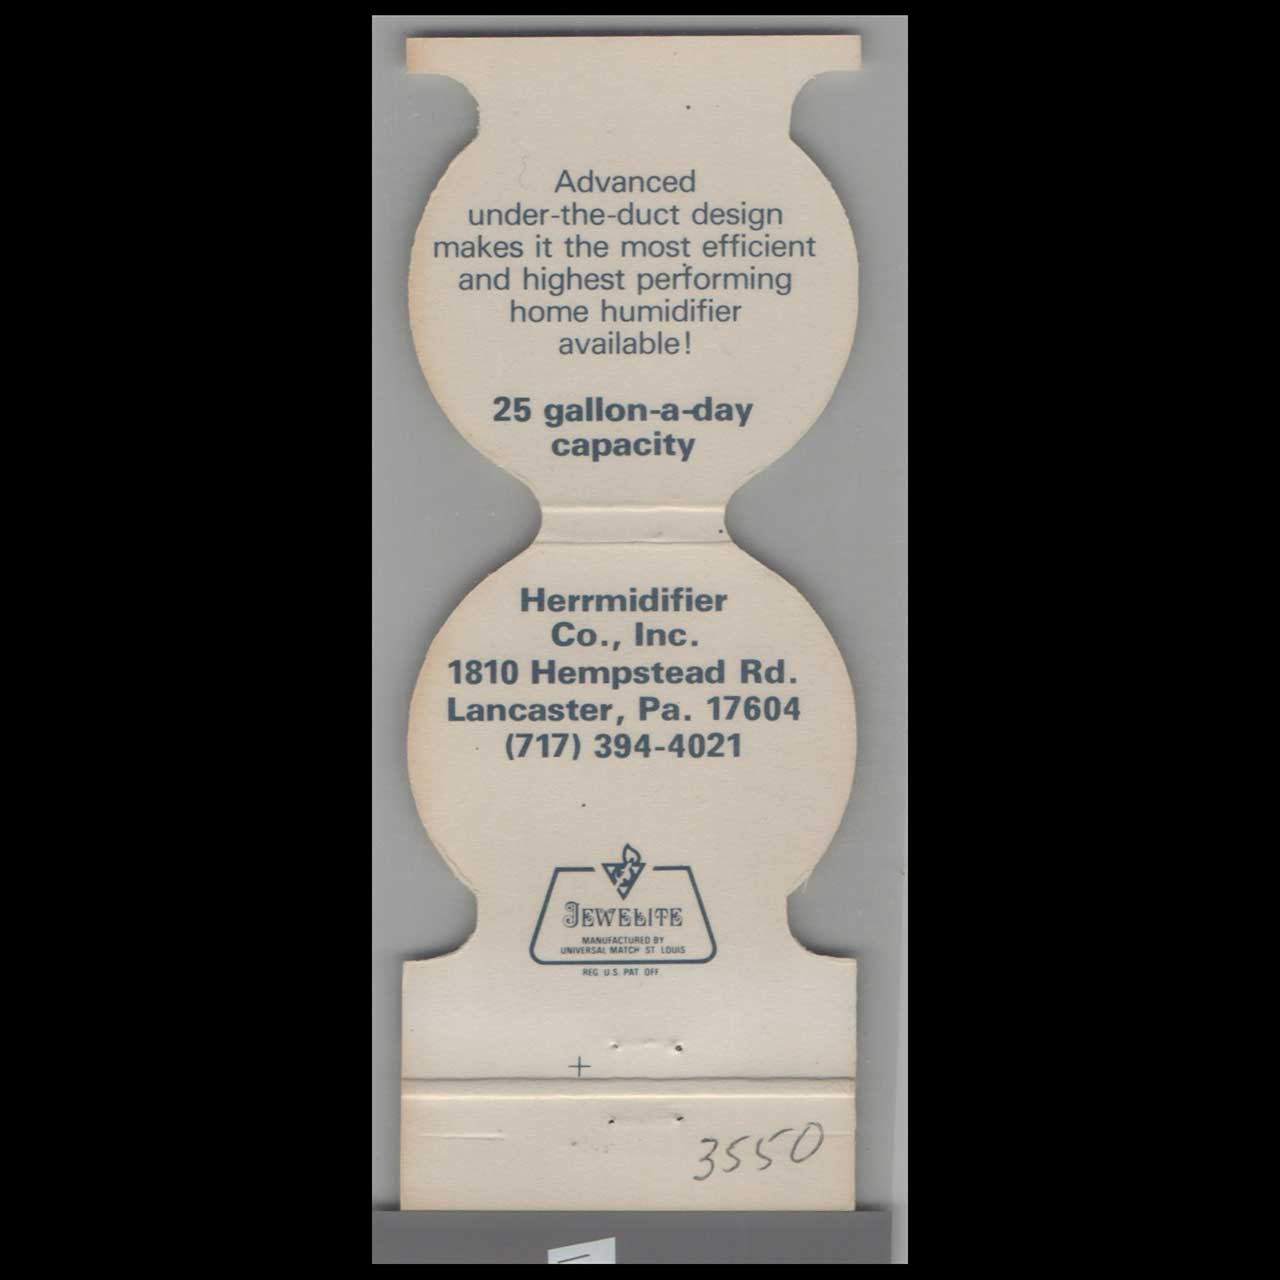 Advanced
under-the-duct design
makes it the most efficient
and highest performing
home humidifier
available!
25 gallon-a-day
capacity
Herrmidifier
Co., Inc.
1810 Hempstead Rd.
Lancaster, Pa. 17604
(717) 394-4021
JEWELITE
MANUFACTURED BY
UNIVERSAL MATCH ST. LOUIS
REG. U.S. PAT. OFF.
3550